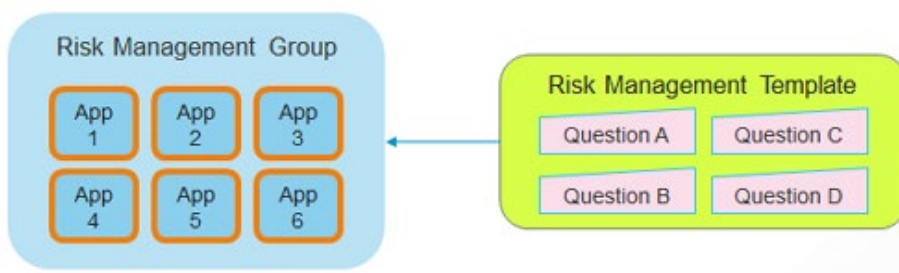 Risk Management Group
App
1
App
2
App
3
App
4
App
5
App
6
Risk Management Template
Question A
Question C
Question B
Question D